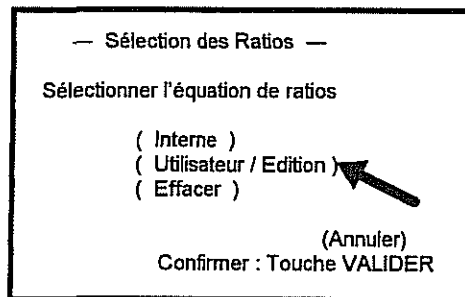 — Sélection des Ratios —
Sélectionner l'équation de ratios
( Interne )
( Utilisateur / Edition )
( Effacer )
(Annuler)
Confirmer : Touche VALIDER